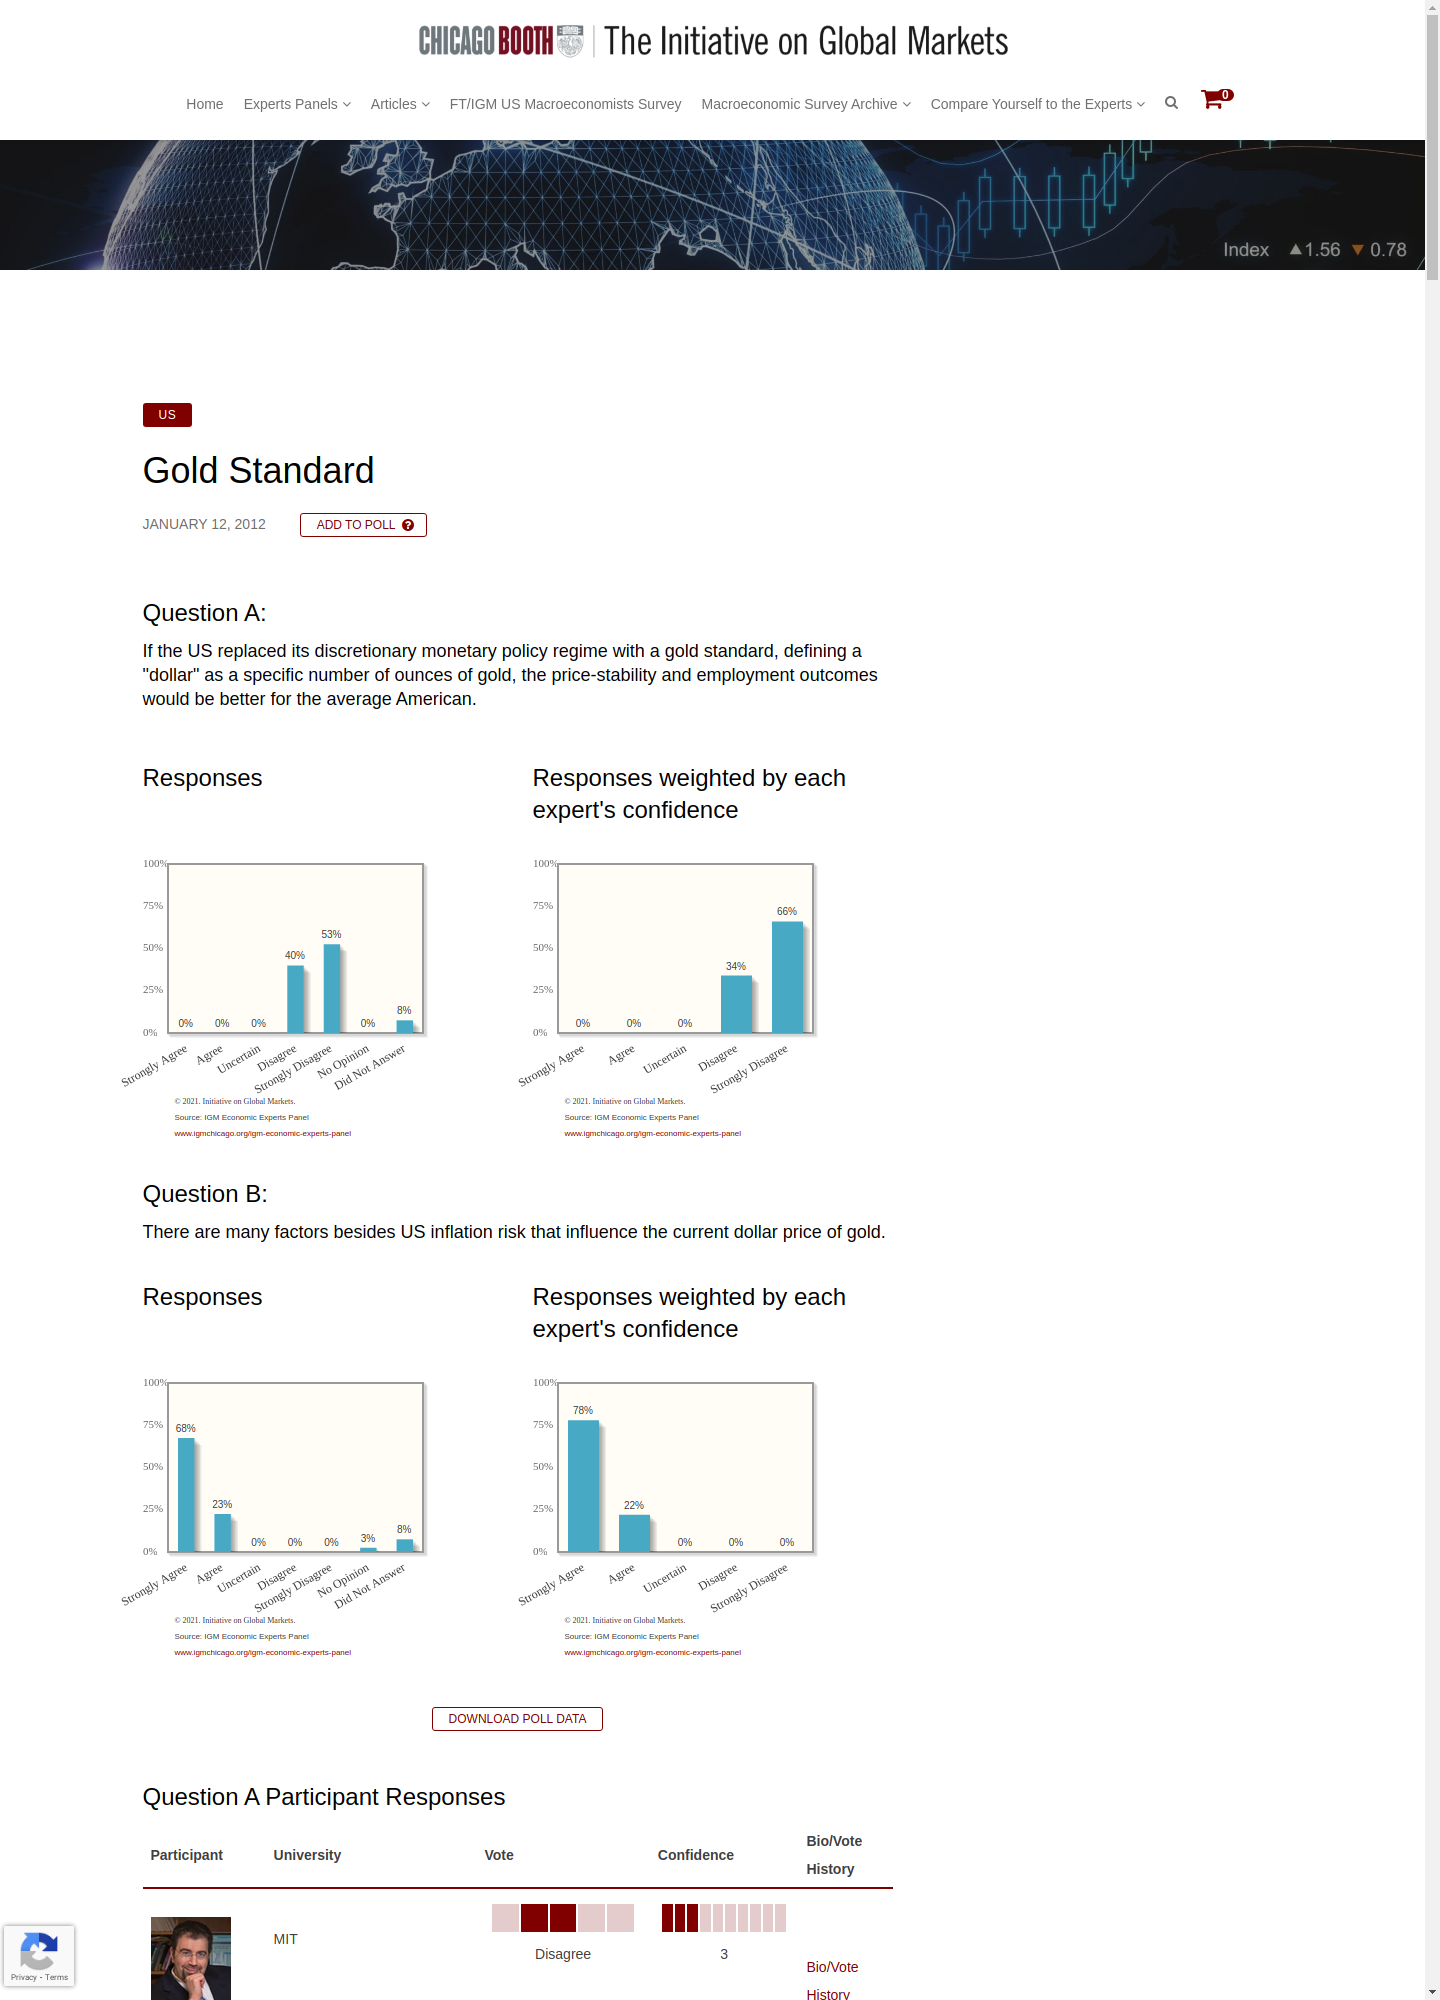 CHICAGO BOOTH The Initiative on Global Markets
Home Experts Panels Articles FT/IGM US Macroeconomists Survey Macroeconomic Survey Archive Compare Yourself to the Experts 0
Index 1.56 0.78
US
Gold Standard
JANUARY 12, 2012 ADD TO POLL ?
Question A:
If the US replaced its discretionary monetary policy regime with a gold standard, defining a
"dollar" as a specific number of ounces of gold, the price-stability and employment outcomes
would be better for the average American.
Responses
100%
75%
50%
25%
0%
0% 0% 0% 40% 53% 0% 8%
Strongly Agree Agree Uncertain Disagree Strongly Disagree No Opinion Did Not Answer
© 2021. Initiative on Global Markets.
Source: IGM Economic Experts Panel
www.igmchicago.org/igm-economic-experts-panel
Responses weighted by each
expert's confidence
100%
75%
50%
25%
0%
0% 0% 0% 34% 66%
Strongly Agree Agree Uncertain Disagree Strongly Disagree
© 2021. Initiative on Global Markets.
Source: IGM Economic Experts Panel
www.igmchicago.org/igm-economic-experts-panel
Question B:
There are many factors besides US inflation risk that influence the current dollar price of gold.
Responses
100%
75%
50%
25%
0%
68% 23% 0% 0% 0% 3% 8%
Strongly Agree Agree Uncertain Disagree Strongly Disagree No Opinion Did Not Answer
© 2021. Initiative on Global Markets.
Source: IGM Economic Experts Panel
www.igmchicago.org/igm-economic-experts-panel
Responses weighted by each
expert's confidence
100%
75%
50%
25%
0%
78% 22% 0% 0% 0%
Strongly Agree Agree Uncertain Disagree Strongly Disagree
© 2021. Initiative on Global Markets.
Source: IGM Economic Experts Panel
www.igmchicago.org/igm-economic-experts-panel
DOWNLOAD POLL DATA
Question A Participant Responses
Participant University Vote Confidence Bio/Vote
History
MIT
Disagree 3
Bio/Vote
History
Privacy - Terms